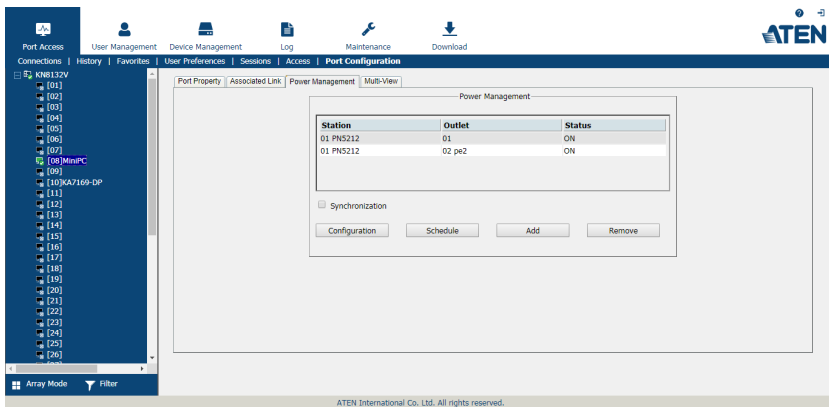 ATEN
Port Access User Management Device Management Log Maintenance Download
Connections | History | Favorites | User Preferences | Sessions | Access | Port Configuration
KN8132V
[01]
[02]
[03]
[04]
[05]
[06]
[07]
[08]MiniPC
[09]
[10]KA7169-DP
[11]
[12]
[13]
[14]
[15]
[16]
[17]
[18]
[19]
[20]
[21]
[22]
[23]
[24]
[25]
[26]
Array Mode Filter
Port Property Associated Link Power Management Multi-View
Power Management
Station Outlet Status
01 PN5212 01 ON
01 PN5212 02 pe2 ON
Synchronization
Configuration Schedule Add Remove
ATEN International Co. Ltd. All rights reserved.